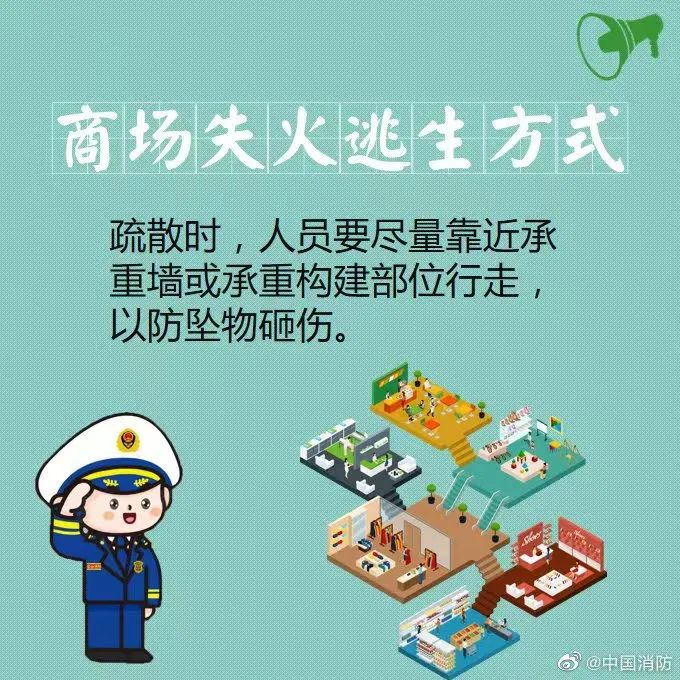 商场失火逃生方式
疏散时，人员要尽量靠近承
重墙或承重构建部位行走，
以防坠物砸伤。
Shoes
@中国消防